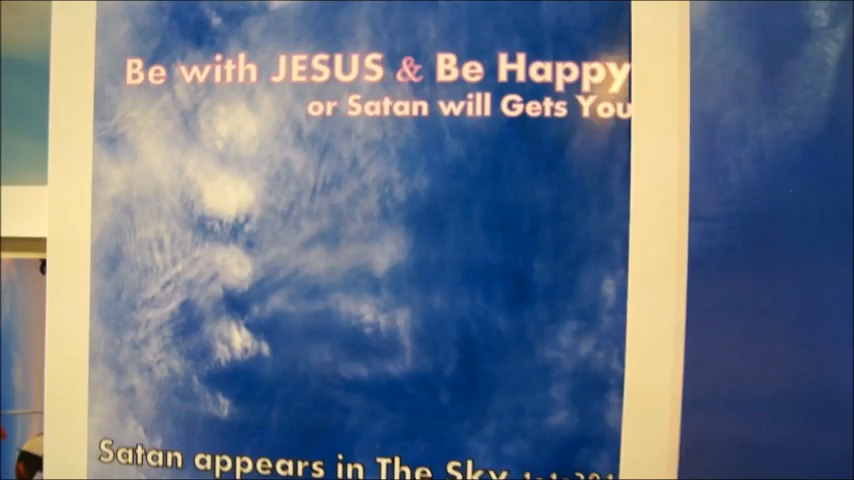 Be with JESUS & Be Happy
or Satan will Gets You
Satan appears in The Sky